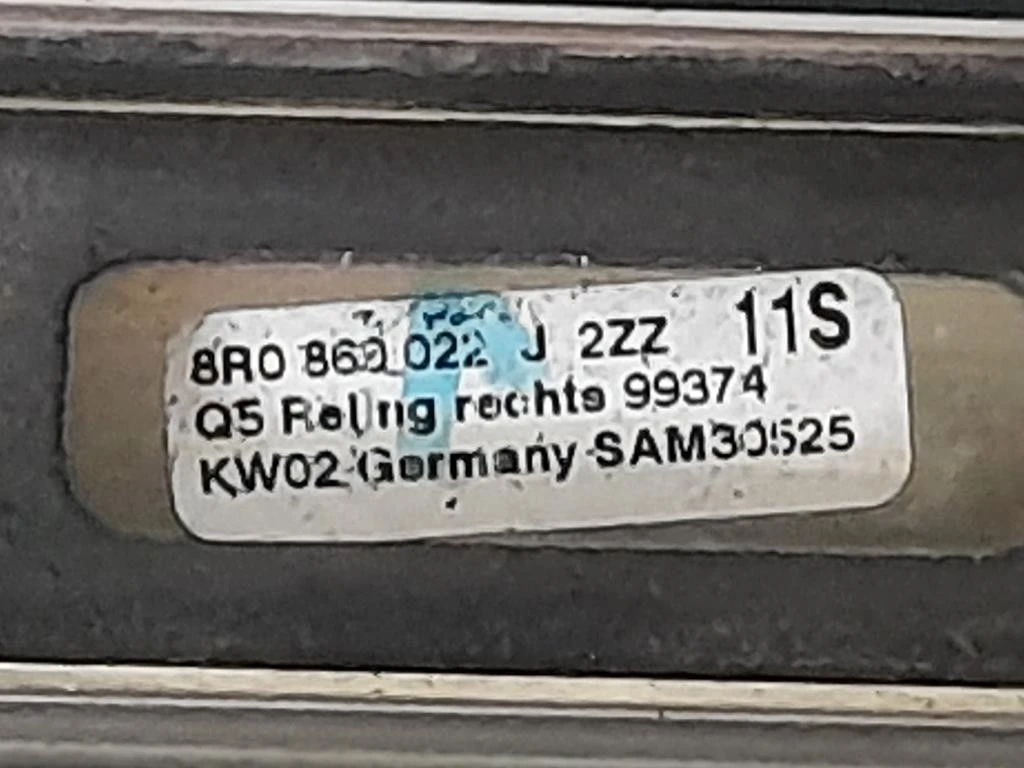 8R0 860 022 J 2ZZ 11S
Q5 Reling rechts 99374
KW02 Germany SAM30525